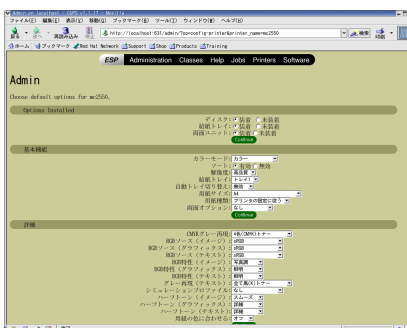 Admin on localhost - CUPS v1.1.17 - Mozilla
ファイル(F) 編集(E) 表示(V) 移動(G) ブックマーク(B) ツール(T) ウィンドウ(W) ヘルプ(H)
戻る 進む 再読み込み 中止 http://localhost:631/admin/?op=config-printer&printer_name=mc2550, 検索 印刷
ホーム ブックマーク Red Hat Network Support Shop Products Training
ESP Administration Classes Help Jobs Printers Software
Admin
Choose default options for mc2550.
Options Installed
ディスク: 装着 未装着
給紙トレイ: 装着 未装着
両面ユニット: 装着 未装着
Continue
基本機能
カラーモード: カラー
ソート: 有効 無効
解像度: 高品質
給紙トレイ: トレイ1
自動トレイ切り替え: 無効
用紙サイズ: A4
用紙種類: プリンタの設定に従う
両面オプション: なし
Continue
詳細
CMYKグレー再現: 4色(CMYK)トナー
RGBソース (イメージ): sRGB
RGBソース (グラフィックス): sRGB
RGBソース (テキスト): sRGB
RGB特性 (イメージ): 写真調
RGB特性 (グラフィックス): 鮮明
RGB特性 (テキスト): 鮮明
グレー再現 (テキスト): 全て黒(K)トナー
シミュレーションプロファイル: なし
ハーフトーン (イメージ): スムーズ
ハーフトーン (グラフィックス): 詳細
ハーフトーン (テキスト): 詳細
用紙の色に合わせる: オフ